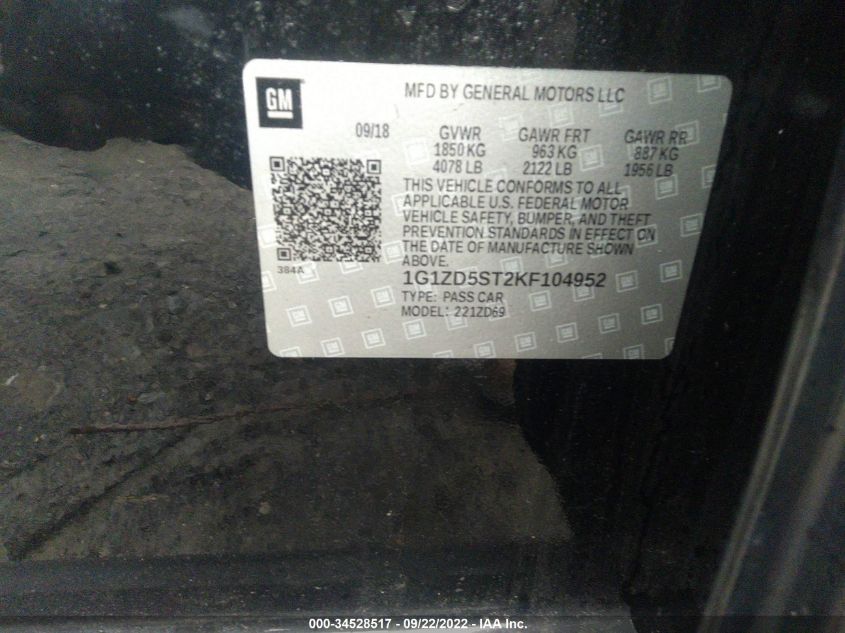 GM
MFD BY GENERAL MOTORS LLC
09/18 GVWR GAWR FRT GAWR RR
1850 KG 963 KG 887 KG
4078 LB 2122 LB 1956 LB
THIS VEHICLE CONFORMS TO ALL
APPLICABLE U.S. FEDERAL MOTOR
VEHICLE SAFETY, BUMPER, AND THEFT
PREVENTION STANDARDS IN EFFECT ON
THE DATE OF MANUFACTURE SHOWN
ABOVE.
384A
1G1ZD5ST2KF104952
TYPE: PASS CAR
MODEL: 221ZD69
000-34528517 - 09/22/2022 - IAA Inc.